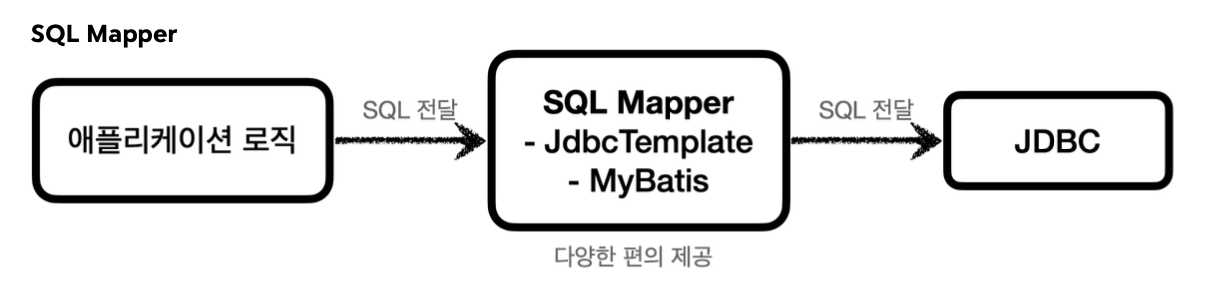 SQL Mapper
애플리케이션 로직
SQL 전달
SQL Mapper
- JdbcTemplate
- MyBatis
SQL 전달
JDBC
다양한 편의 제공